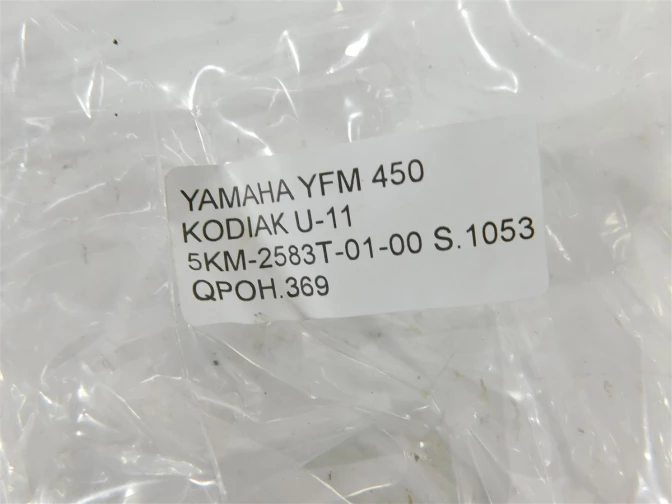 YAMAHA YFM 450
KODIAK U-11
5KM-2583T-01-00 S.1053
QPOH.369